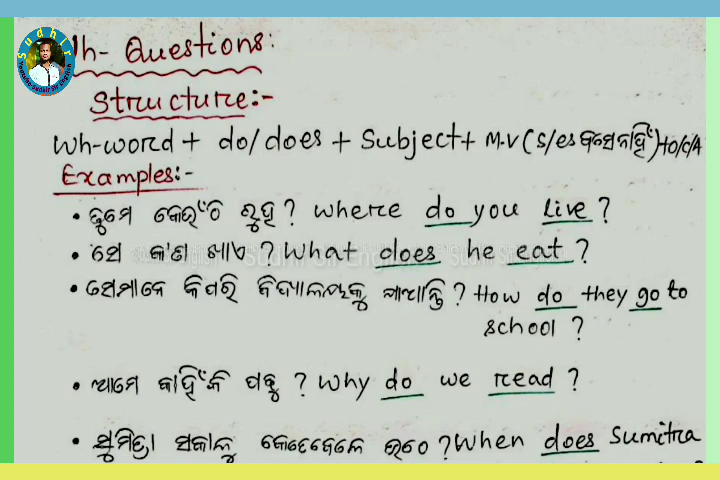 Sudhir
Wh- Questions:
Structure:-
Wh-word + do/does + Subject + M.V (s/es ବସେନାହିଁ) + O/C/A
Examples:-
• ତୁମେ କେଉଁଠି ରୁହ ? Where do you live ?
• ସେ କ'ଣ ଖାଏ ? What does he eat ?
• ସେମାନେ କିପରି ବିଦ୍ୟାଳୟକୁ ଯାଆନ୍ତି ? How do they go to
school ?
• ଆମେ କାହିଁକି ପଢୁ ? Why do we read ?
• ସୁମିତ୍ରା ସକାଳୁ କେତେବେଳେ ଉଠେ ? When does Sumitra